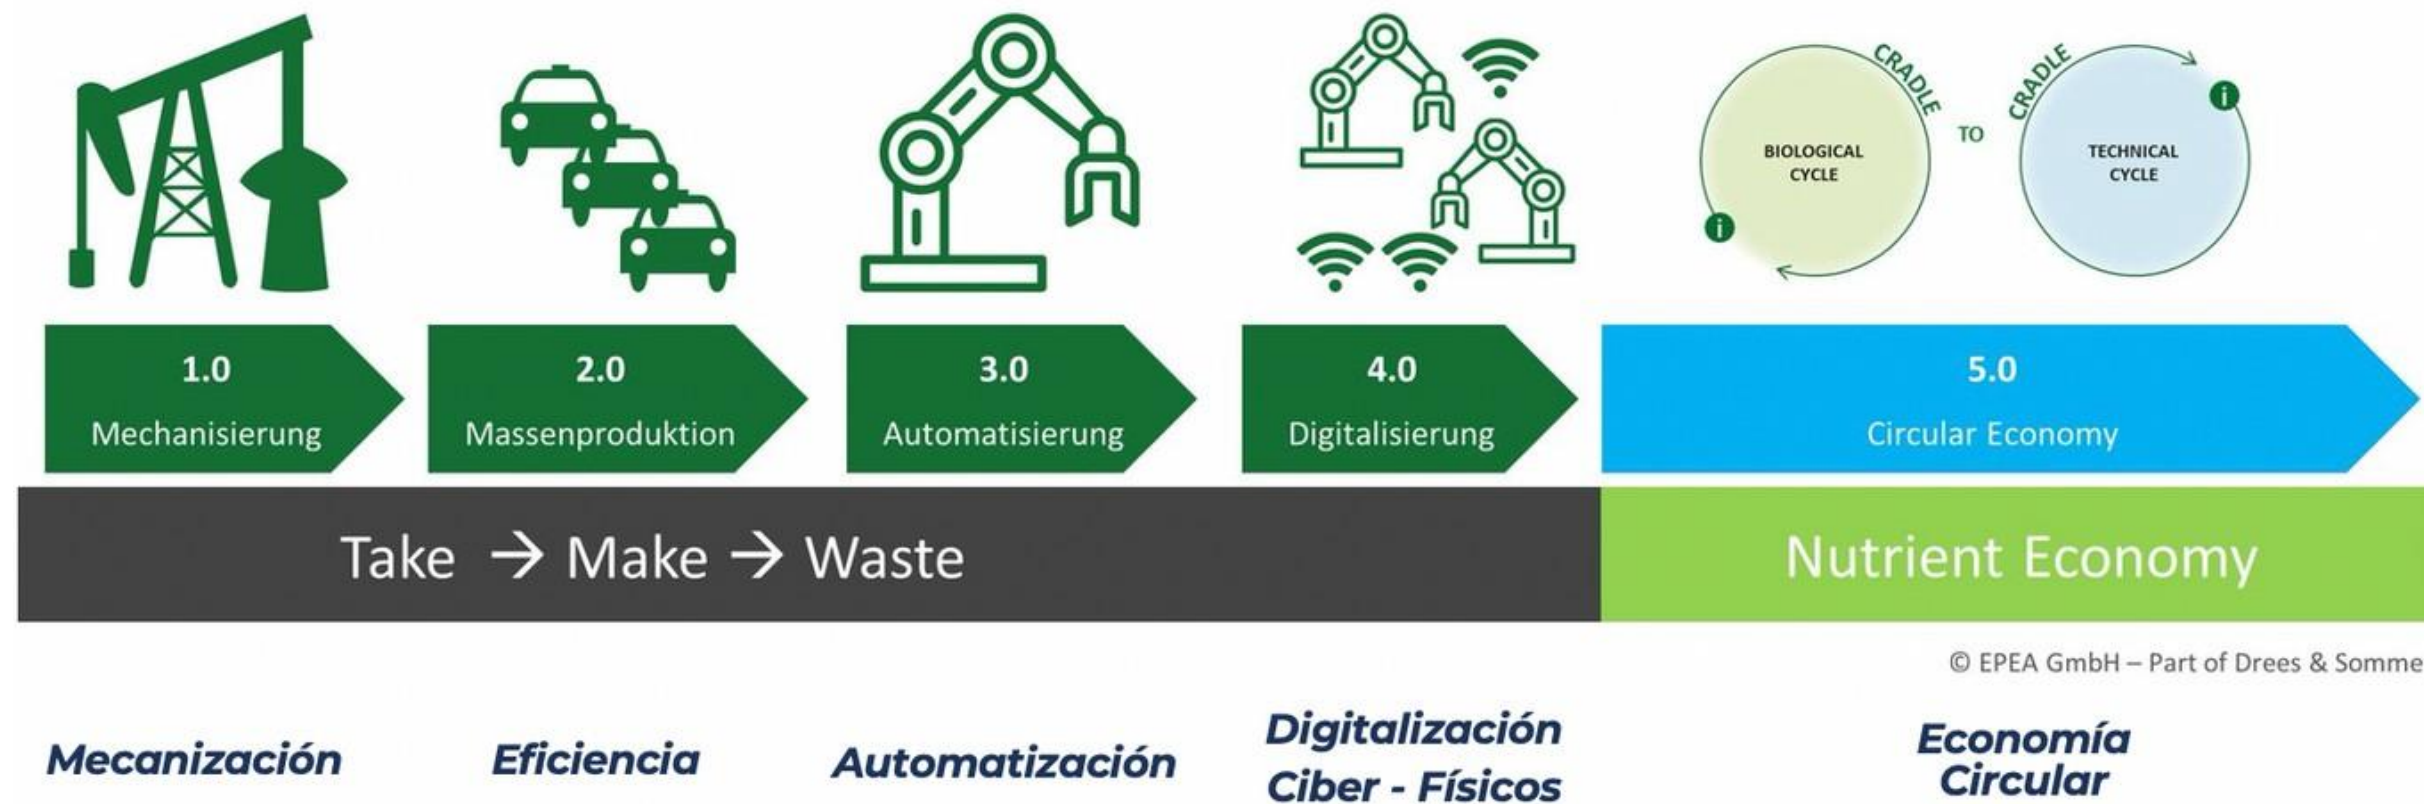 CRADLE
TO
CRADLE
BIOLOGICAL
CYCLE
TECHNICAL
CYCLE
i
i
1.0
Mechanisierung
2.0
Massenproduktion
3.0
Automatisierung
4.0
Digitalisierung
5.0
Circular Economy
Take → Make → Waste
Nutrient Economy
© EPEA GmbH – Part of Drees & Somme
Mecanización
Eficiencia
Automatización
Digitalización
Ciber - Físicos
Economía
Circular